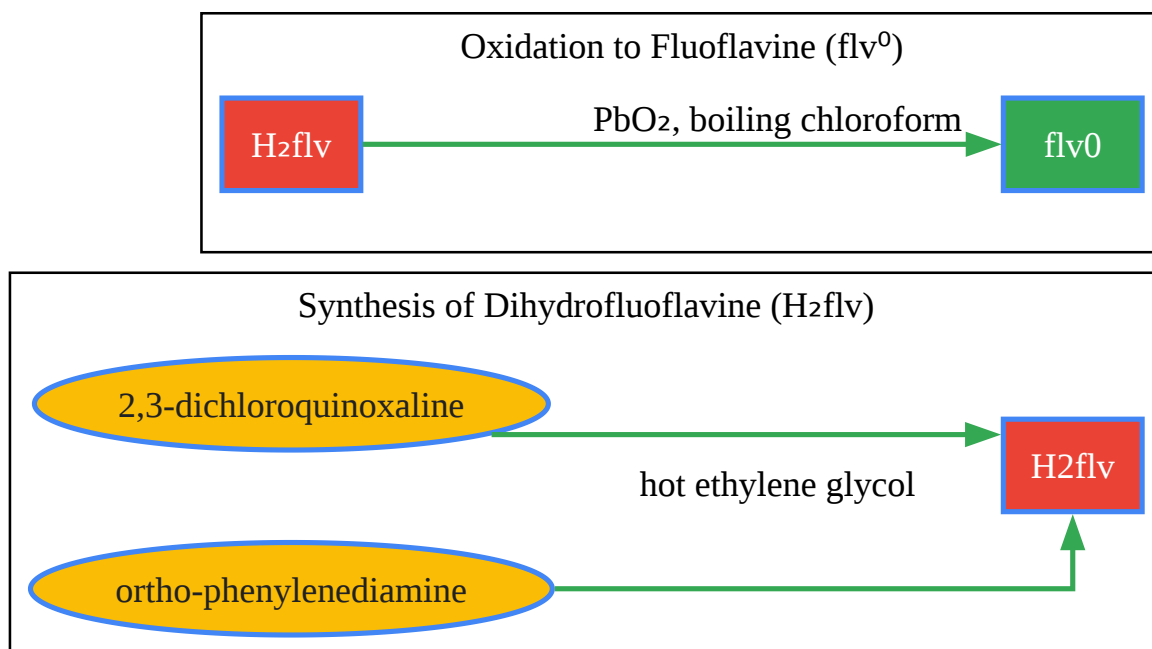 Oxidation to Fluoflavine (flv⁰)
H₂flv
PbO₂, boiling chloroform
flv0
Synthesis of Dihydrofluoflavine (H₂flv)
2,3-dichloroquinoxaline
hot ethylene glycol
H2flv
ortho-phenylenediamine